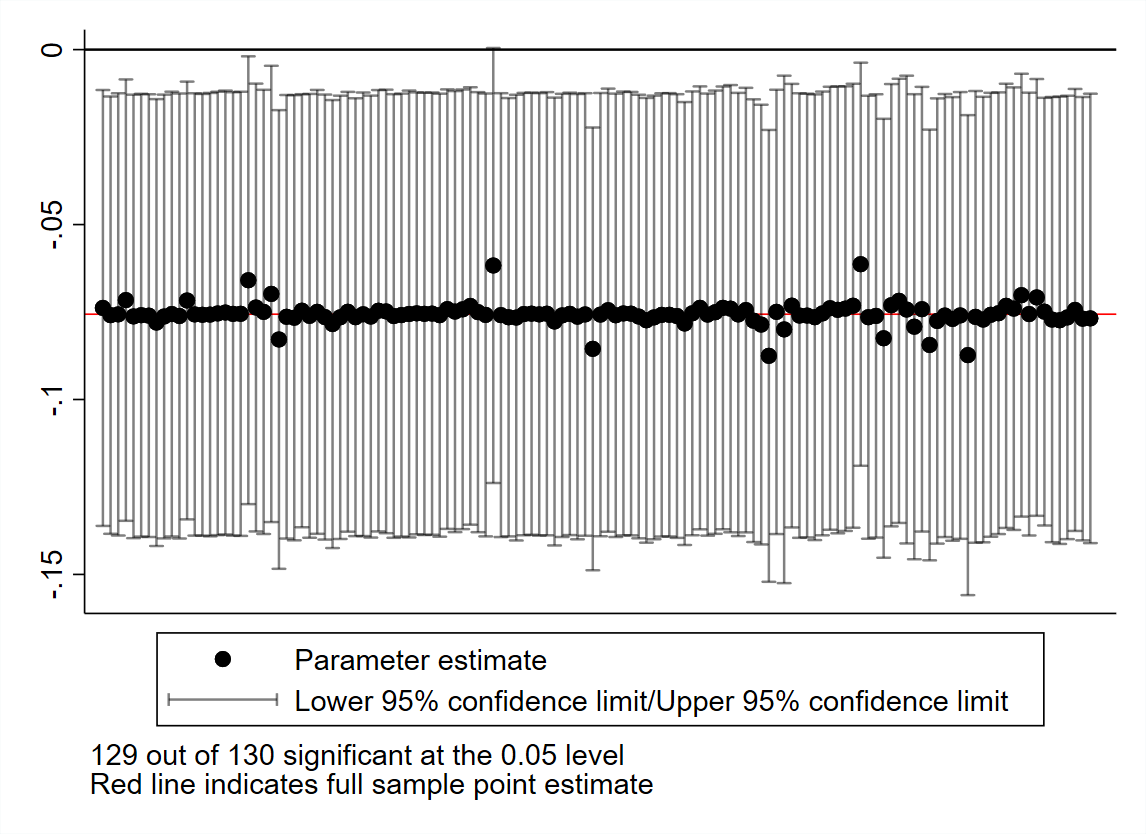 0
-.05
-.1
-.15
Parameter estimate
Lower 95% confidence limit/Upper 95% confidence limit
129 out of 130 significant at the 0.05 level
Red line indicates full sample point estimate